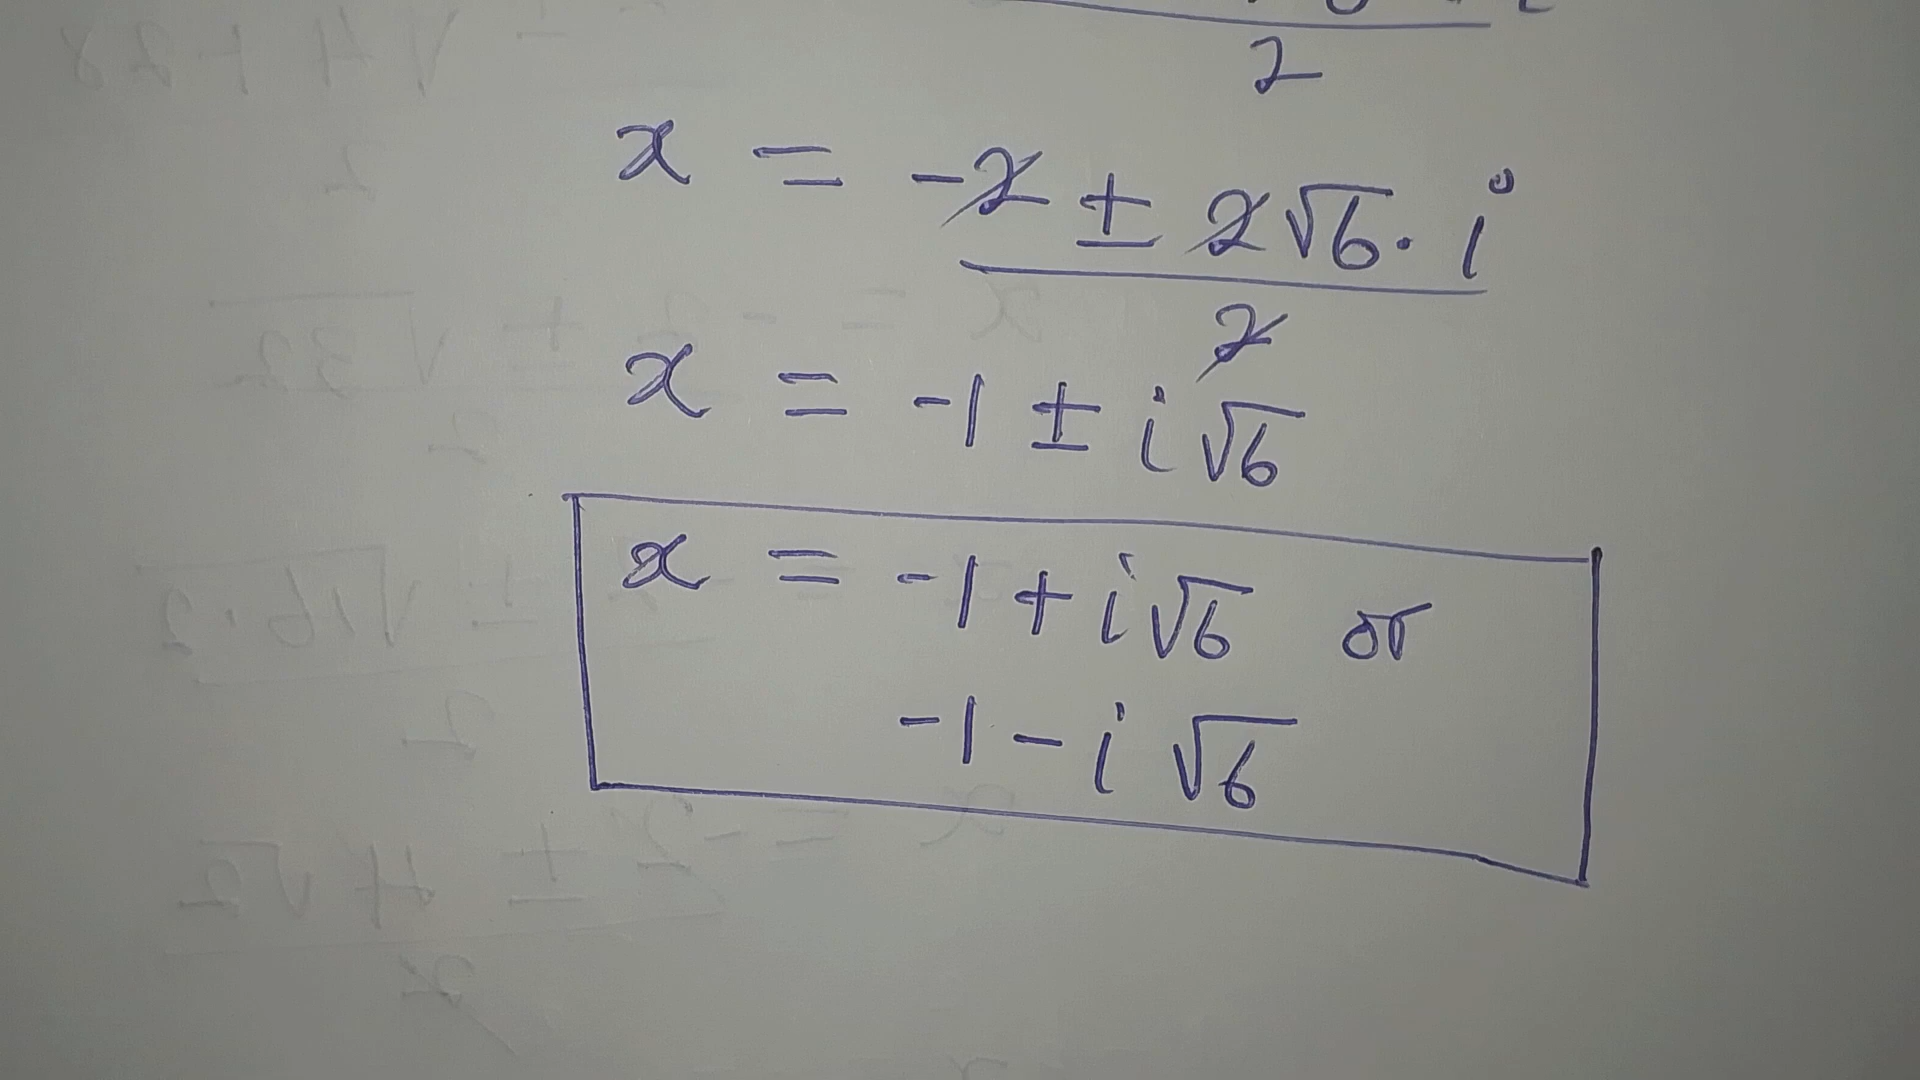 2
x = -2 ± 2√6 · i
2
x = -1 ± i√6
x = -1 + i√6 or
-1 - i√6